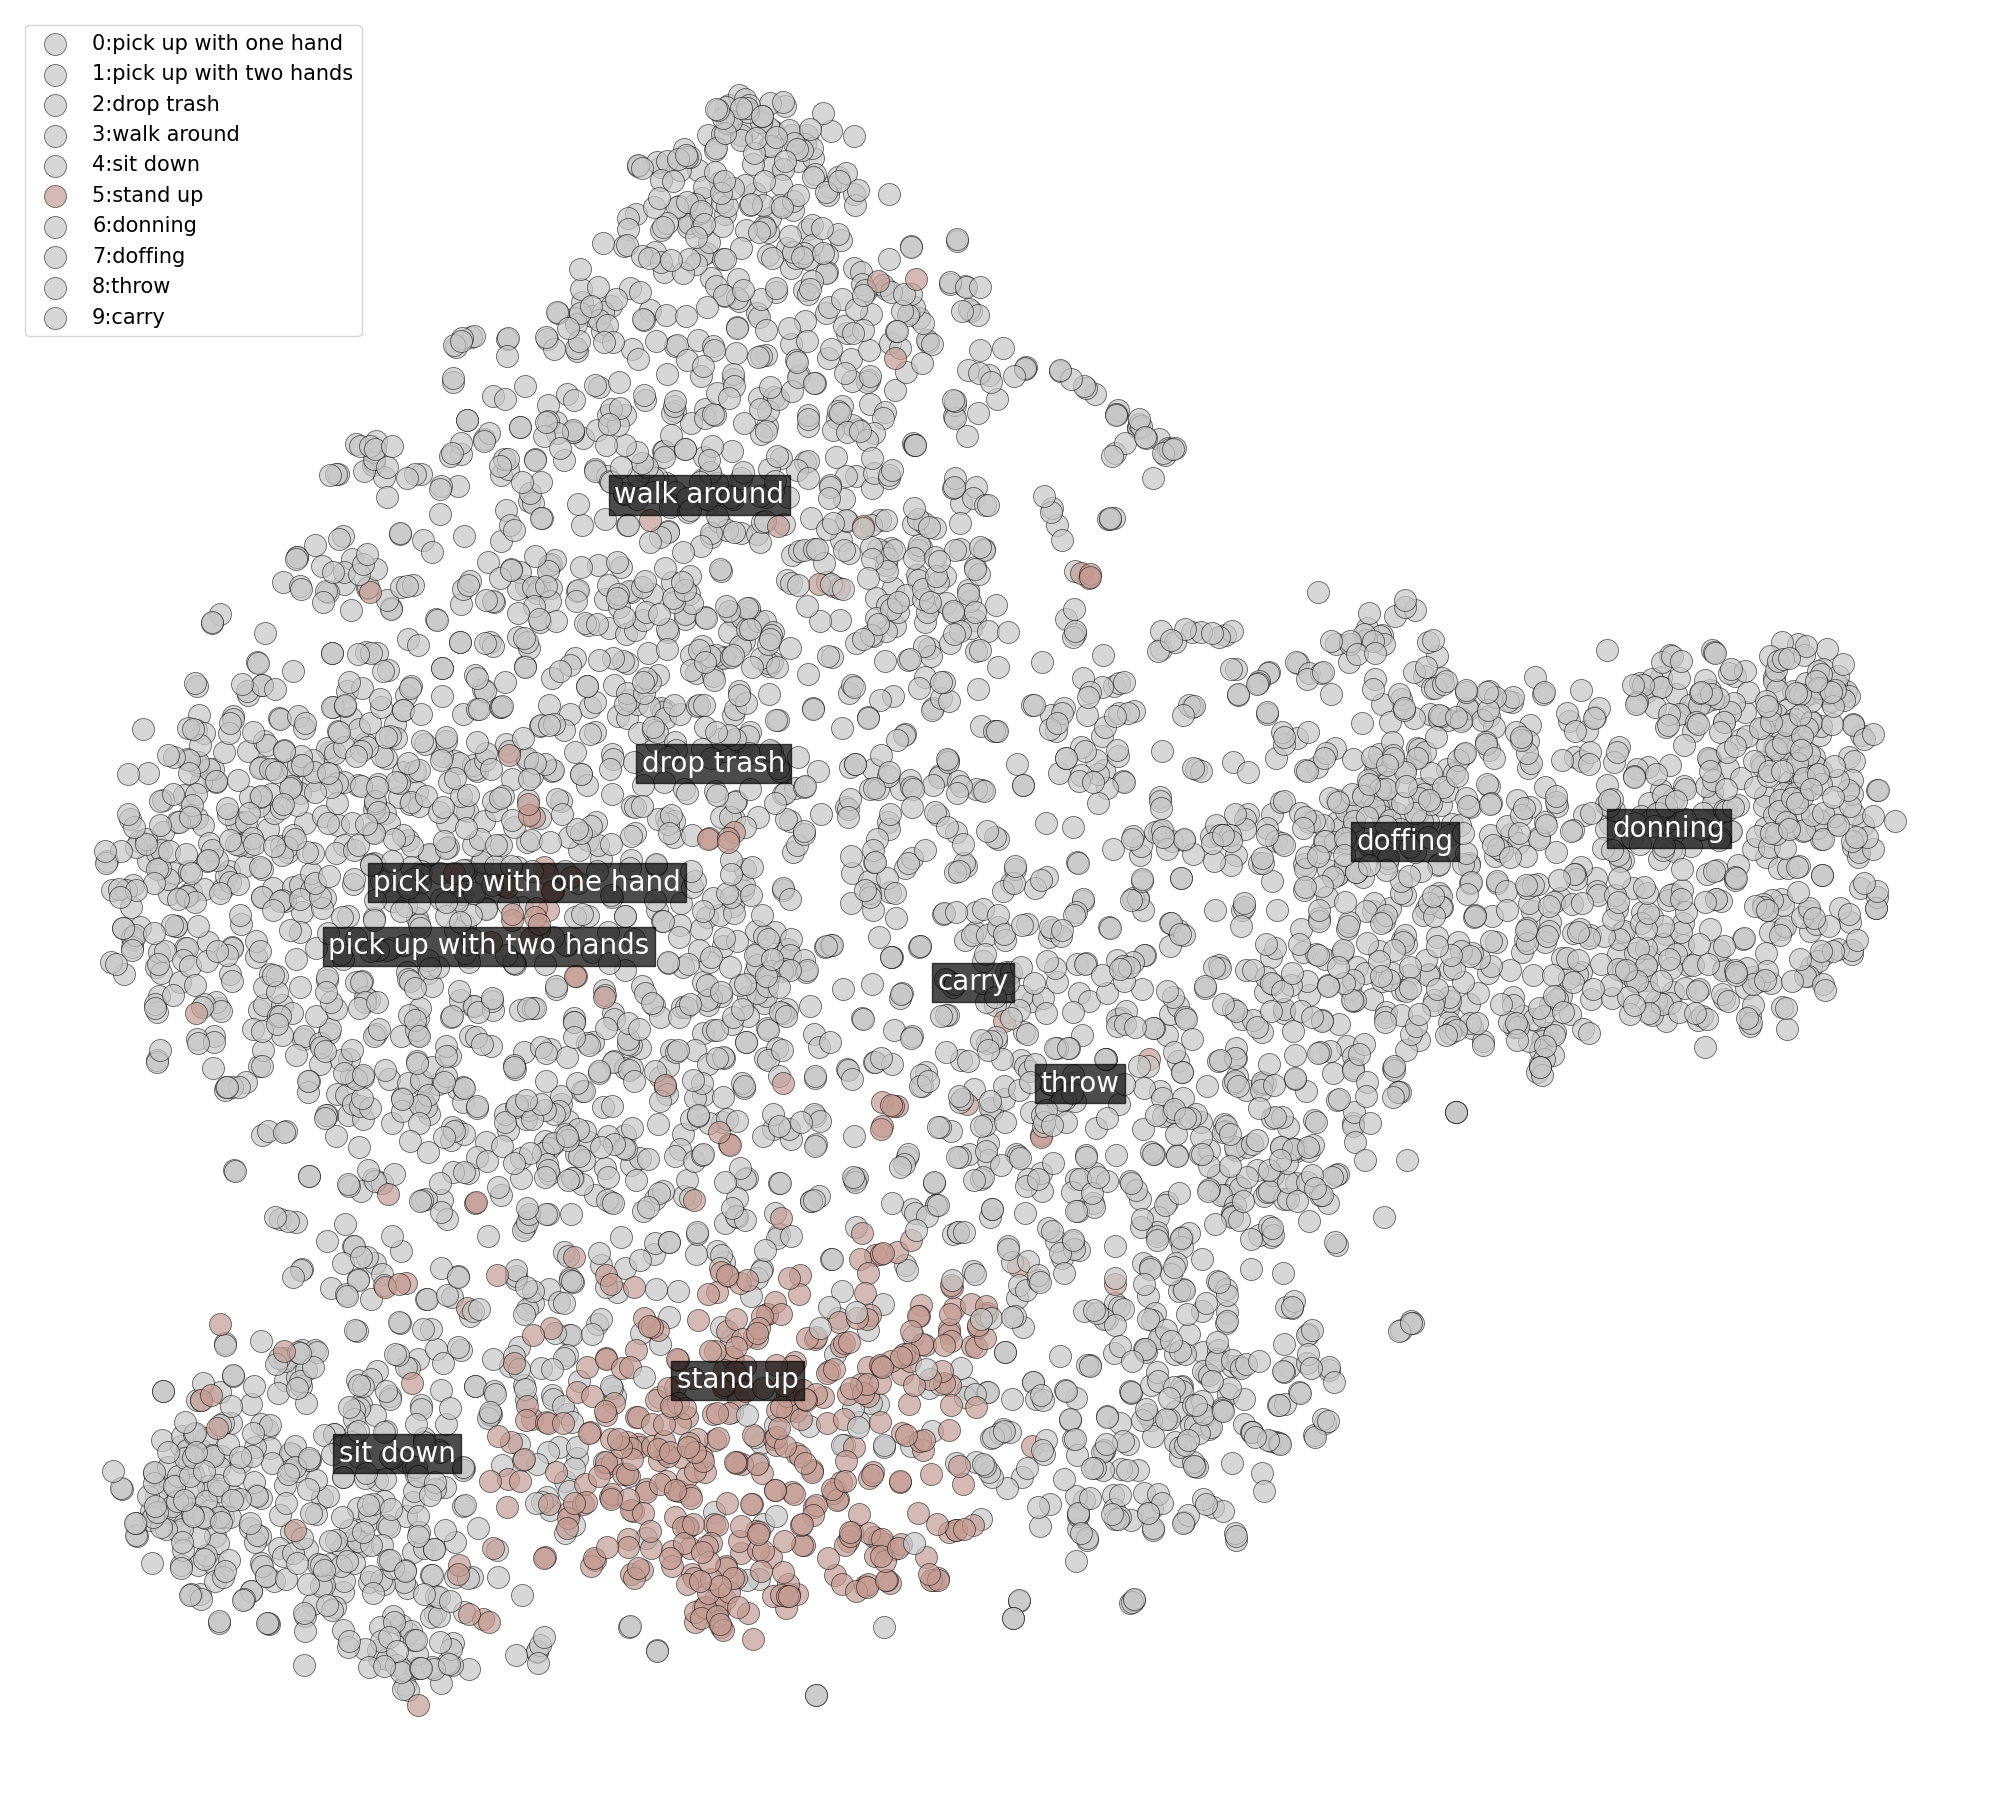 0:pick up with one hand
1:pick up with two hands
2:drop trash
3:walk around
4:sit down
5:stand up
6:donning
7:doffing
8:throw
9:carry
walk around
drop trash
donning
doffing
pick up with one hand
pick up with two hands
carry
throw
stand up
sit down